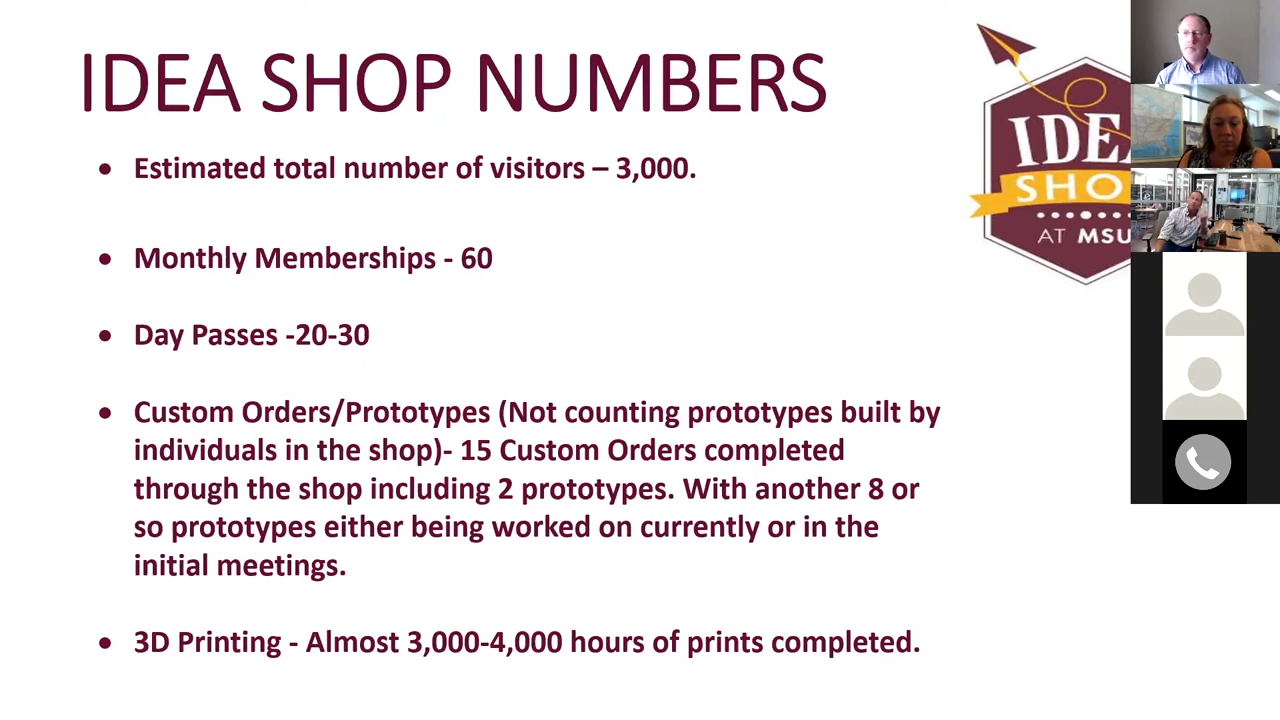 IDEA SHOP NUMBERS
• Estimated total number of visitors – 3,000.
• Monthly Memberships - 60
• Day Passes -20-30
• Custom Orders/Prototypes (Not counting prototypes built by
individuals in the shop)- 15 Custom Orders completed
through the shop including 2 prototypes. With another 8 or
so prototypes either being worked on currently or in the
initial meetings.
• 3D Printing - Almost 3,000-4,000 hours of prints completed.
IDE
SHO
AT MSU